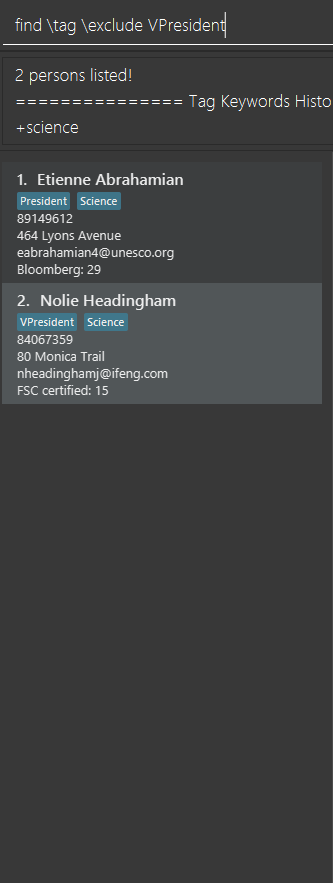 find \tag \exclude VPresident
2 persons listed!
=============== Tag Keywords Histo
+science
1. Etienne Abrahamian
President Science
89149612
464 Lyons Avenue
eabrahamian4@unesco.org
Bloomberg: 29
2. Nolie Headingham
VPresident Science
84067359
80 Monica Trail
nheadinghamj@ifeng.com
FSC certified: 15